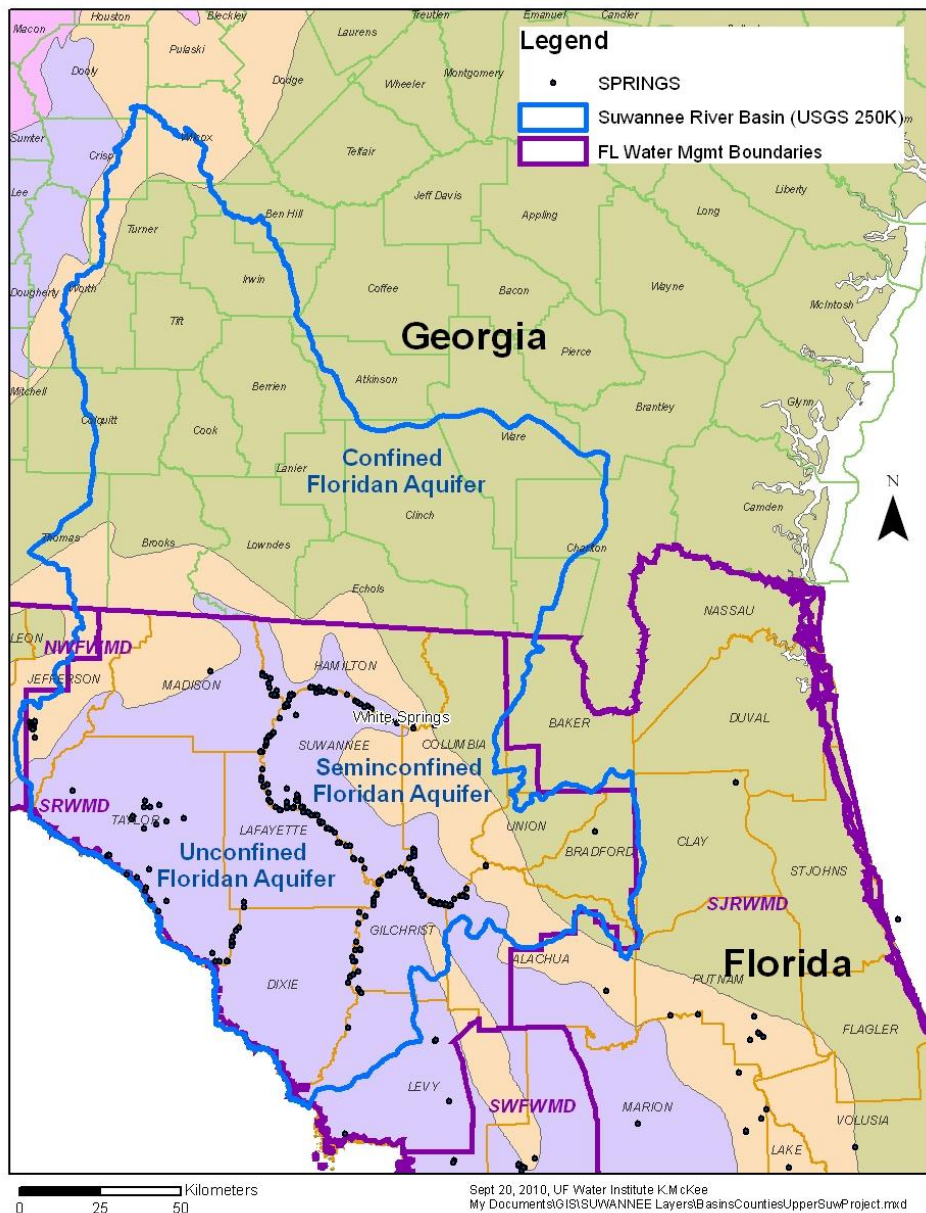 Houston
Bleckley
Treutlen
Emanuel
Candler
Macon
Laurens
Pulaski
Dooly
Wheeler
Montgomery
Dodge
Legend
SPRINGS
Suwannee River Basin (USGS 250K)
FL Water Mgmt Boundaries
Sumter
Wilcox
Crisp
Telfair
Lee
Jeff Davis
Liberty
Appling
Long
Turner
Ben Hill
Irwin
Coffee
Bacon
Wayne
Dougherty
Worth
McIntosh
Tift
Georgia
Pierce
Mitchell
Berrien
Atkinson
Colquitt
Cook
Brantley
Glynn
Ware
Lanier
Confined
Floridan Aquifer
N
Clinch
Camden
Thomas
Brooks
Lowndes
Charlton
Echols
NASSAU
LEON
NWFWMD
HAMILTON
JEFFERSON
MADISON
White Springs
BAKER
DUVAL
SUWANNEE
COLUMBIA
Seminconfined
Floridan Aquifer
SRWMD
TAYLOR
LAFAYETTE
UNION
CLAY
Unconfined
Floridan Aquifer
BRADFORD
ST JOHNS
SJRWMD
GILCHRIST
ALACHUA
Florida
DIXIE
PUTNAM
FLAGLER
LEVY
SWFWMD
MARION
VOLUSIA
LAKE
Kilometers
0 25 50
Sept 20, 2010, UF Water Institute K.McKee
My Documents\GIS\SUWANNEE Layers\BasinsCountiesUpperSuwProject.mxd